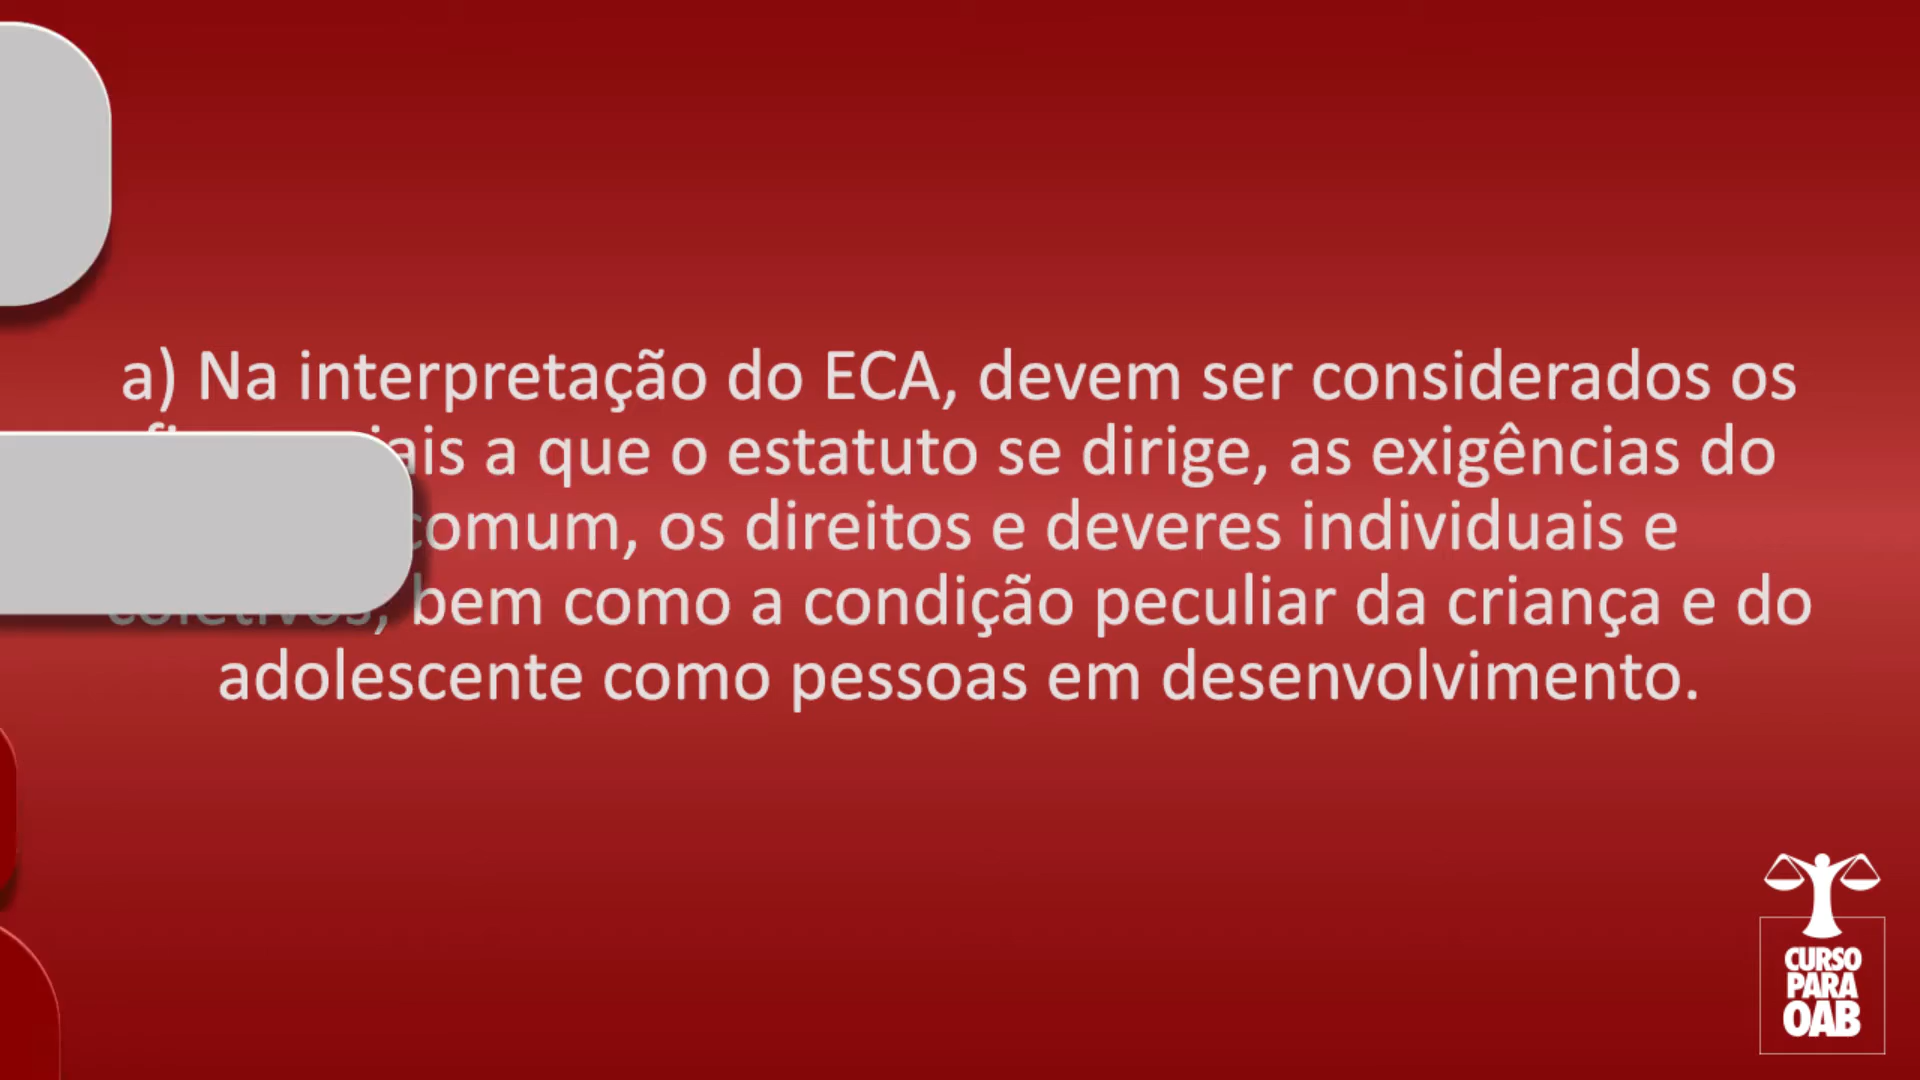 a) Na interpretação do ECA, devem ser considerados os
a que o estatuto se dirige, as exigências do
comum, os direitos e deveres individuais e
coletivos, bem como a condição peculiar da criança e do
adolescente como pessoas em desenvolvimento.
CURSO
PARA
OAB